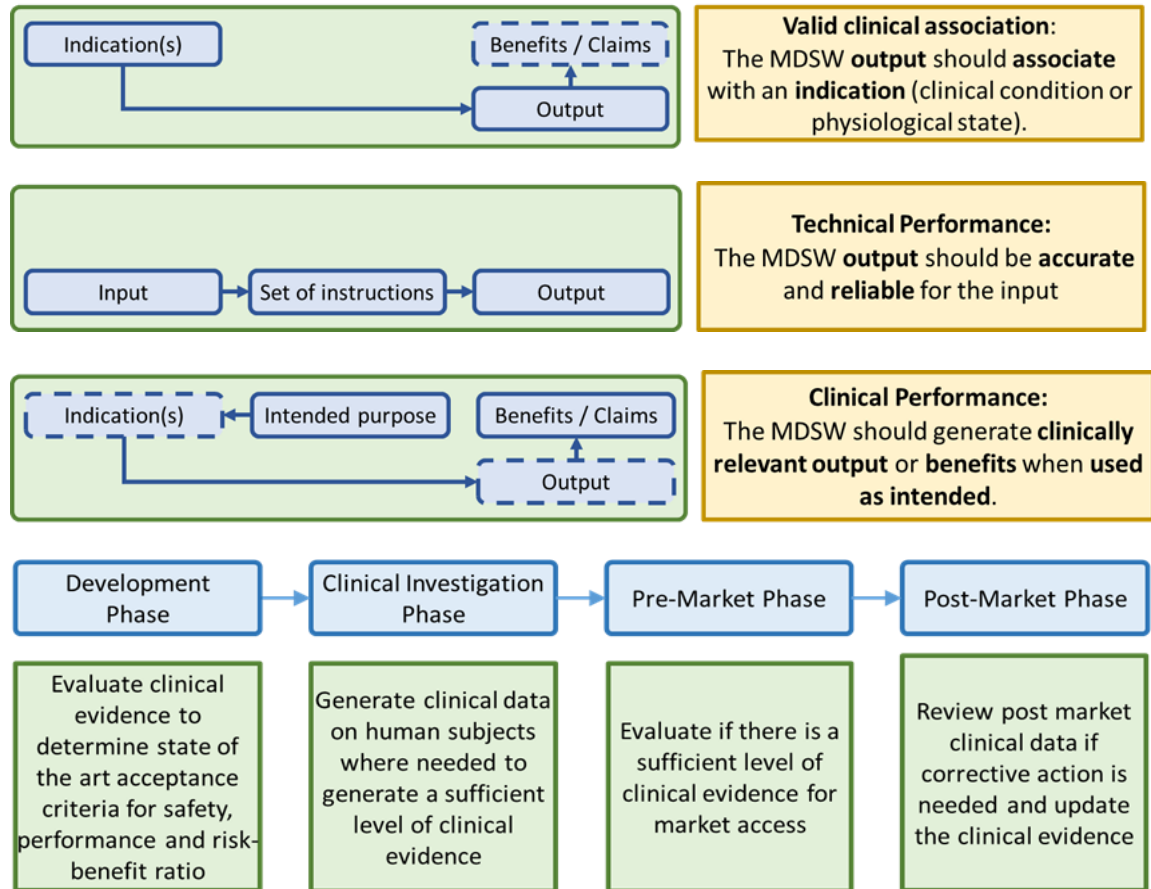 Indication(s)
Benefits / Claims
Output
Valid clinical association:
The MDSW output should associate
with an indication (clinical condition or
physiological state).
Input
Set of instructions
Output
Technical Performance:
The MDSW output should be accurate
and reliable for the input
Indication(s)
Intended purpose
Benefits / Claims
Output
Clinical Performance:
The MDSW should generate clinically
relevant output or benefits when used
as intended.
Development
Phase
Clinical Investigation
Phase
Pre-Market Phase
Post-Market Phase
Evaluate clinical
evidence to
determine state of
the art acceptance
criteria for safety,
performance and risk-
benefit ratio
Generate clinical data
on human subjects
where needed to
generate a sufficient
level of clinical
evidence
Evaluate if there is a
sufficient level of
clinical evidence for
market access
Review post market
clinical data if
corrective action is
needed and update
the clinical evidence